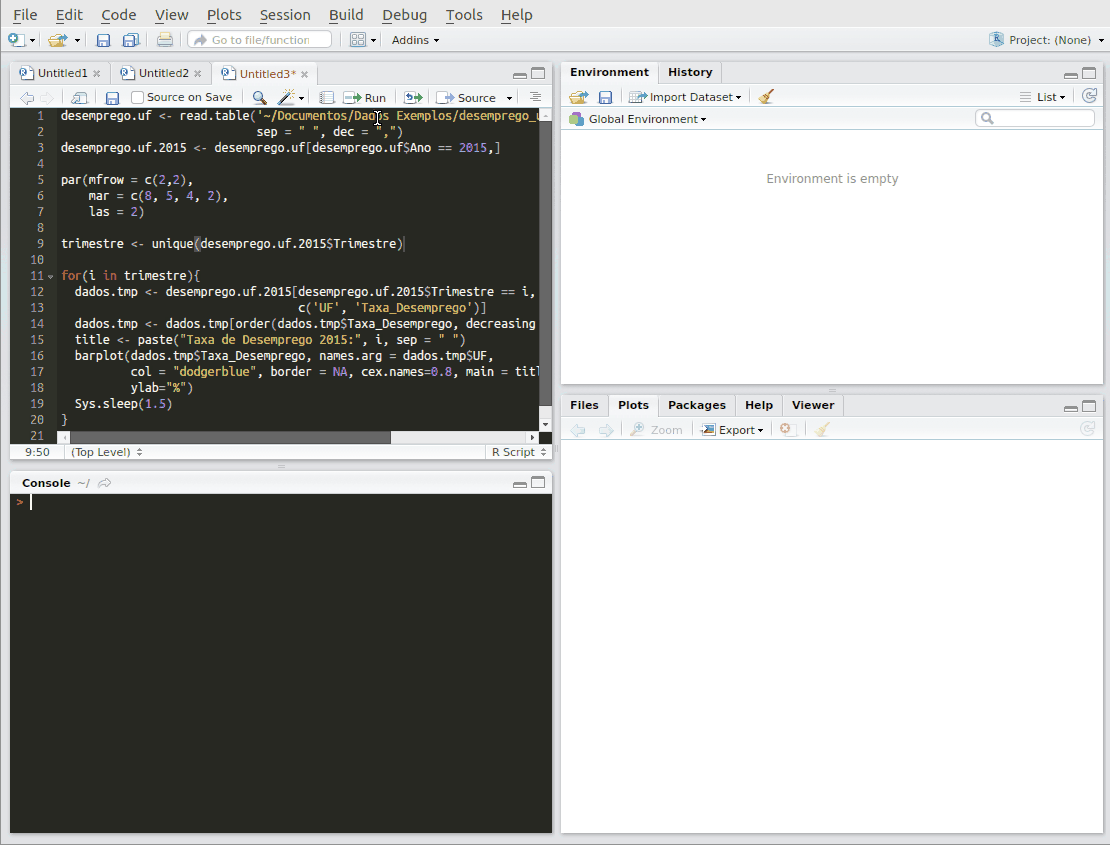 File Edit Code View Plots Session Build Debug Tools Help
Go to file/function Addins Project: (None)
Untitled1 Untitled2 Untitled3*
Source on Save Run Source
1 desemprego.uf <- read.table('~/Documentos/Dados Exemplos/desemprego_
2 sep = " ", dec = ",")
3 desemprego.uf.2015 <- desemprego.uf[desemprego.uf$Ano == 2015,]
4
5 par(mfrow = c(2,2),
6 mar = c(8, 5, 4, 2),
7 las = 2)
8
9 trimestre <- unique(desemprego.uf.2015$Trimestre)
10
11 for(i in trimestre){
12 dados.tmp <- desemprego.uf.2015[desemprego.uf.2015$Trimestre == i,
13 c('UF', 'Taxa_Desemprego')]
14 dados.tmp <- dados.tmp[order(dados.tmp$Taxa_Desemprego, decreasing
15 title <- paste("Taxa de Desemprego 2015:", i, sep = " ")
16 barplot(dados.tmp$Taxa_Desemprego, names.arg = dados.tmp$UF,
17 col = "dodgerblue", border = NA, cex.names=0.8, main = titl
18 ylab="%")
19 Sys.sleep(1.5)
20 }
21
9:50 (Top Level) R Script
Console ~/
>
Environment History
Import Dataset List
Global Environment
Environment is empty
Files Plots Packages Help Viewer
Zoom Export